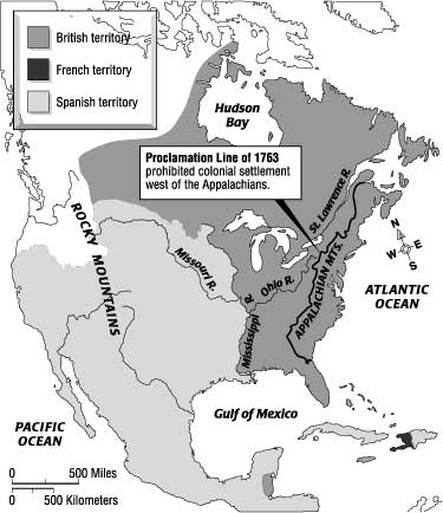 British territory
French territory
Spanish territory
Hudson
Bay
Proclamation Line of 1763
prohibited colonial settlement
west of the Appalachians.
St. Lawrence R.
ROCKY MOUNTAINS
Missouri R.
Ohio R.
Mississippi R.
APPALACHIAN MTS.
N
W E
S
ATLANTIC
OCEAN
Gulf of Mexico
PACIFIC
OCEAN
0 500 Miles
0 500 Kilometers